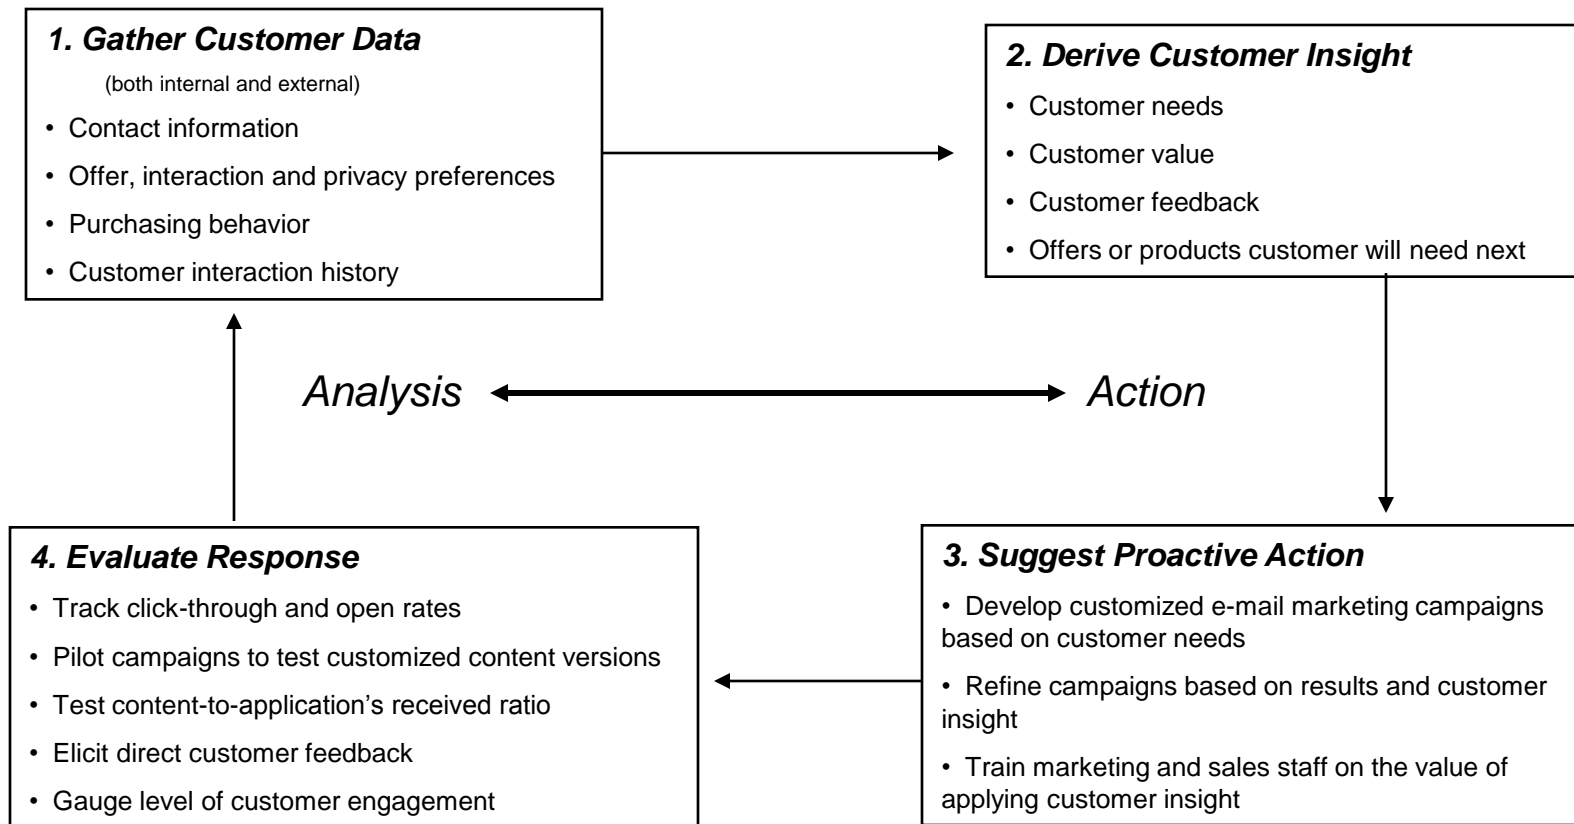 1. Gather Customer Data
(both internal and external)
• Contact information
• Offer, interaction and privacy preferences
• Purchasing behavior
• Customer interaction history
2. Derive Customer Insight
• Customer needs
• Customer value
• Customer feedback
• Offers or products customer will need next
Analysis
Action
3. Suggest Proactive Action
• Develop customized e-mail marketing campaigns
based on customer needs
• Refine campaigns based on results and customer
insight
• Train marketing and sales staff on the value of
applying customer insight
4. Evaluate Response
• Track click-through and open rates
• Pilot campaigns to test customized content versions
• Test content-to-application’s received ratio
• Elicit direct customer feedback
• Gauge level of customer engagement